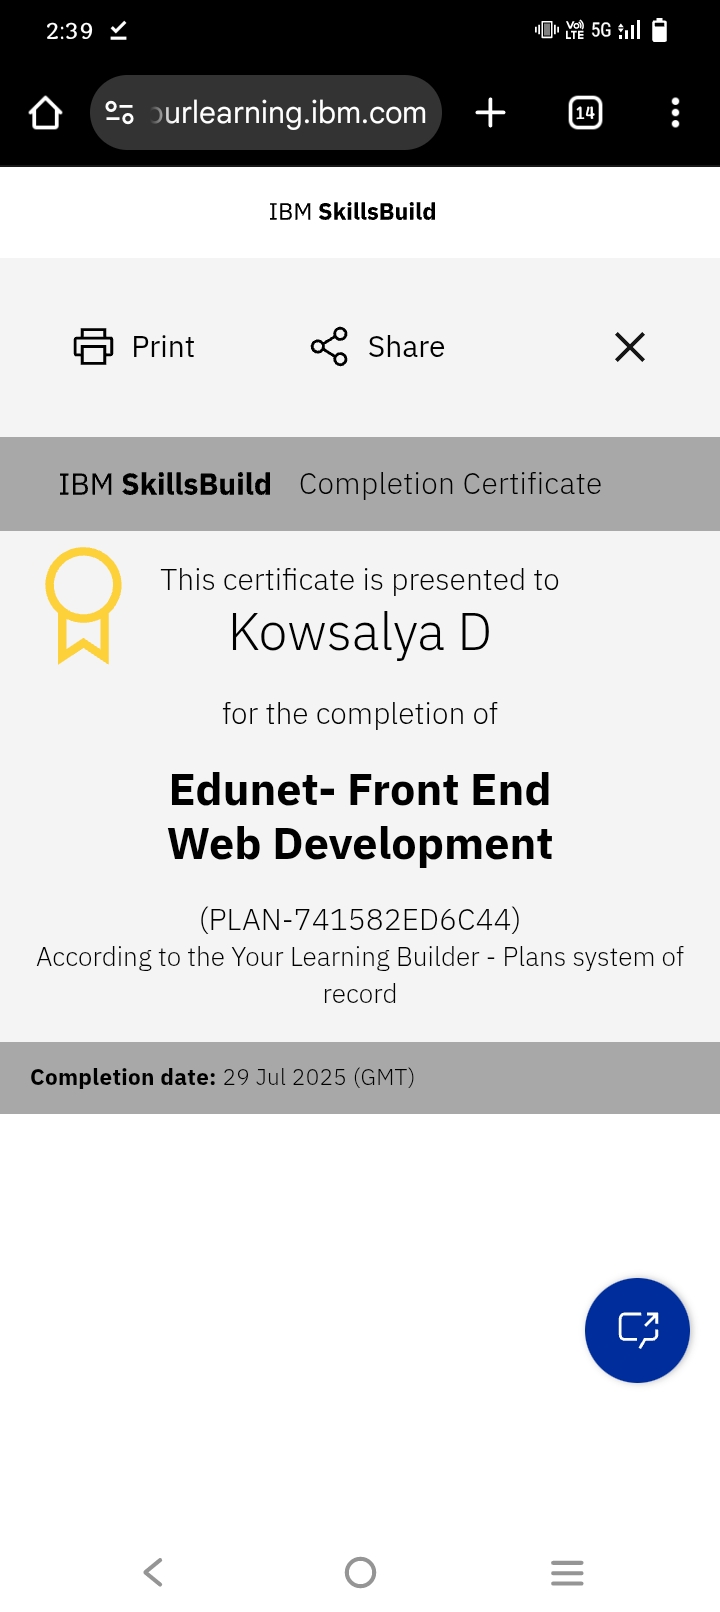 2:39
Vo) LTE 5G
ourlearning.ibm.com
14
IBM SkillsBuild
Print
Share
IBM SkillsBuild Completion Certificate
This certificate is presented to
Kowsalya D
for the completion of
Edunet- Front End
Web Development
(PLAN-741582ED6C44)
According to the Your Learning Builder - Plans system of
record
Completion date: 29 Jul 2025 (GMT)